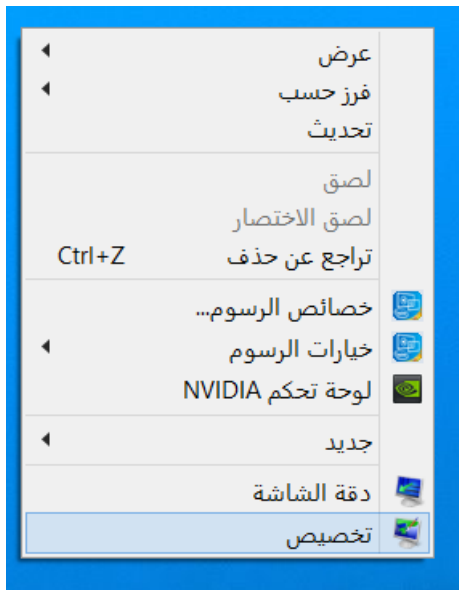 عرض
فرز حسب
تحديث
لصق
لصق الاختصار
تراجع عن حذف Ctrl+Z
خصائص الرسوم...
خيارات الرسوم
لوحة تحكم NVIDIA
جديد
دقة الشاشة
تخصيص